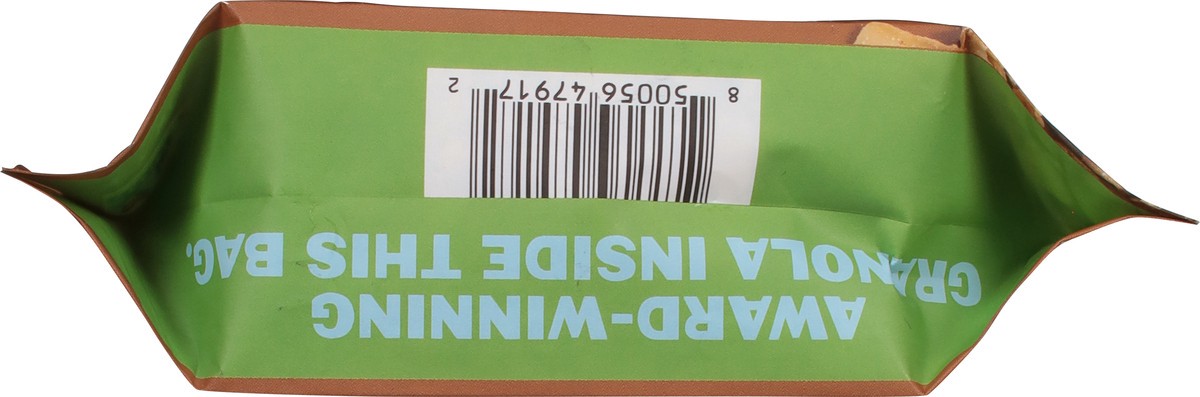 AWARD-WINNING
GRANOLA INSIDE THIS BAG.
8 50056 47917 2